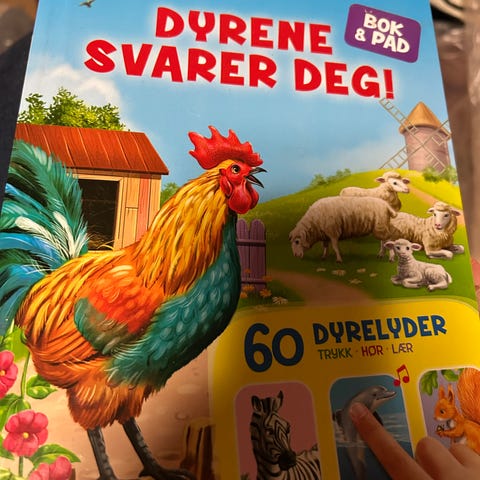 DYRENE
SVARER DEG!
BOK
& PAD
60 DYRELYDER
TRYKK · HØR · LÆR